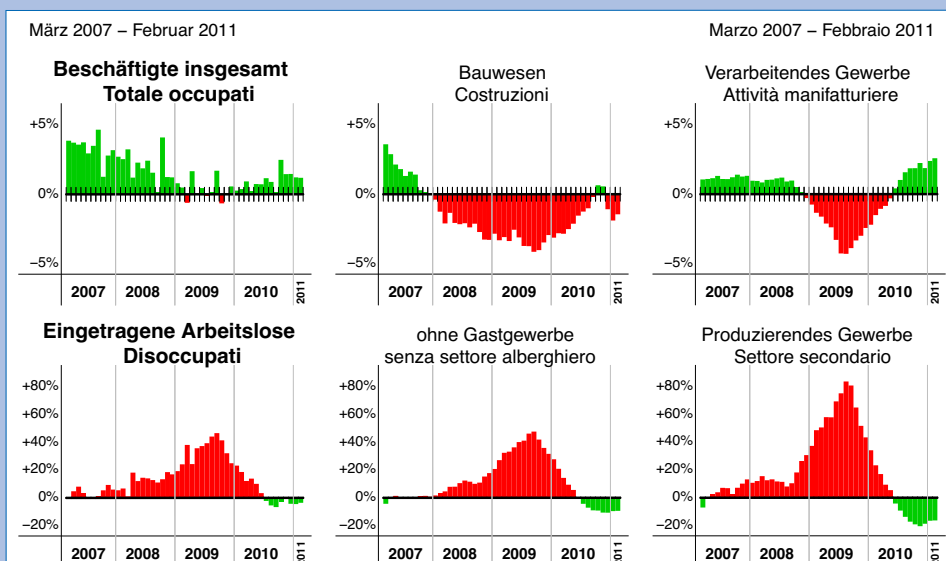 März 2007 – Februar 2011
Marzo 2007 – Febbraio 2011
Beschäftigte insgesamt
Totale occupati
+5%
0%
–5%
2007 2008 2009 2010 2011
Bauwesen
Costruzioni
+5%
0%
–5%
2007 2008 2009 2010 2011
Verarbeitendes Gewerbe
Attività manifatturiere
+5%
0%
–5%
2007 2008 2009 2010 2011
Eingetragene Arbeitslose
Disoccupati
+80%
+60%
+40%
+20%
0%
–20%
2007 2008 2009 2010 2011
ohne Gastgewerbe
senza settore alberghiero
+80%
+60%
+40%
+20%
0%
–20%
2007 2008 2009 2010 2011
Produzierendes Gewerbe
Settore secondario
+80%
+60%
+40%
+20%
0%
–20%
2007 2008 2009 2010 2011